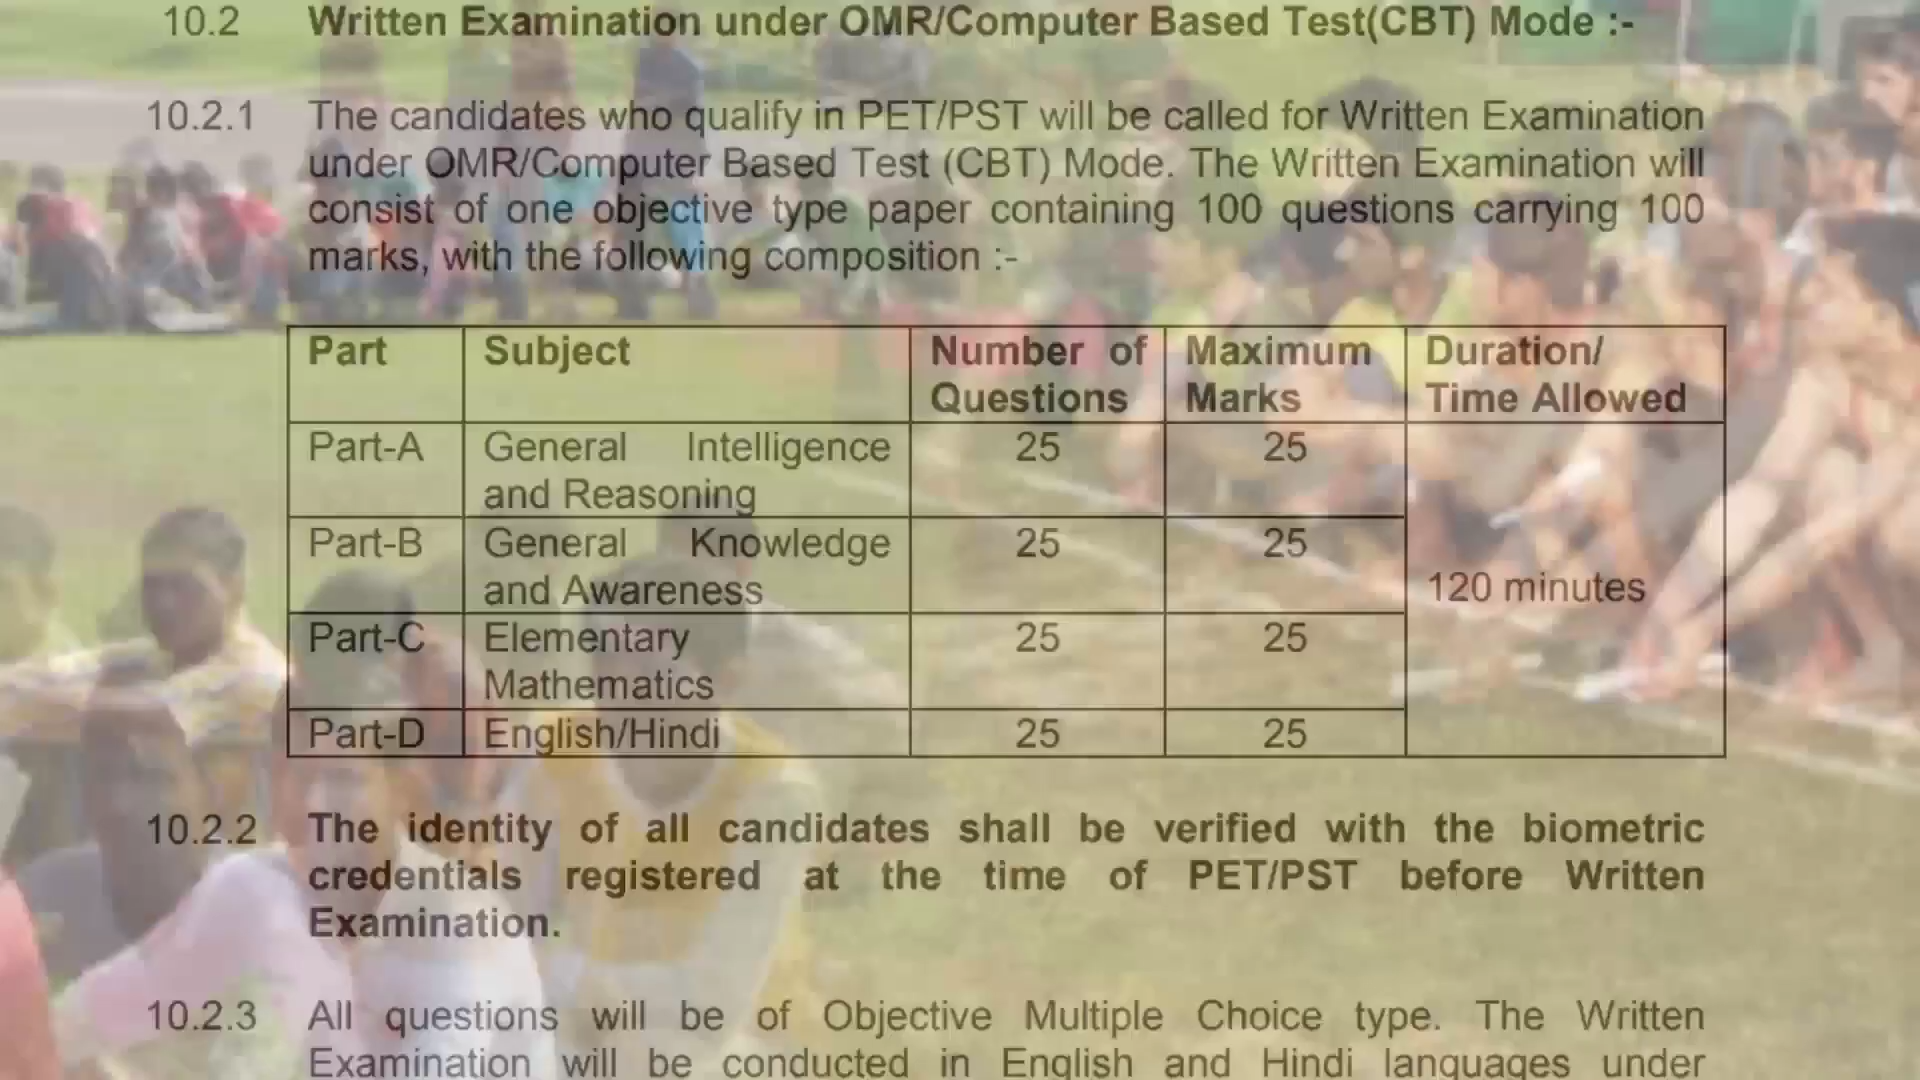 10.2 Written Examination under OMR/Computer Based Test(CBT) Mode :-
10.2.1 The candidates who qualify in PET/PST will be called for Written Examination
under OMR/Computer Based Test (CBT) Mode. The Written Examination will
consist of one objective type paper containing 100 questions carrying 100
marks, with the following composition :-
Part Subject Number of Questions Maximum Marks Duration/ Time Allowed
Part-A General Intelligence and Reasoning 25 25 120 minutes
Part-B General Knowledge and Awareness 25 25
Part-C Elementary Mathematics 25 25
Part-D English/Hindi 25 25
10.2.2 The identity of all candidates shall be verified with the biometric
credentials registered at the time of PET/PST before Written
Examination.
10.2.3 All questions will be of Objective Multiple Choice type. The Written
Examination will be conducted in English and Hindi languages under